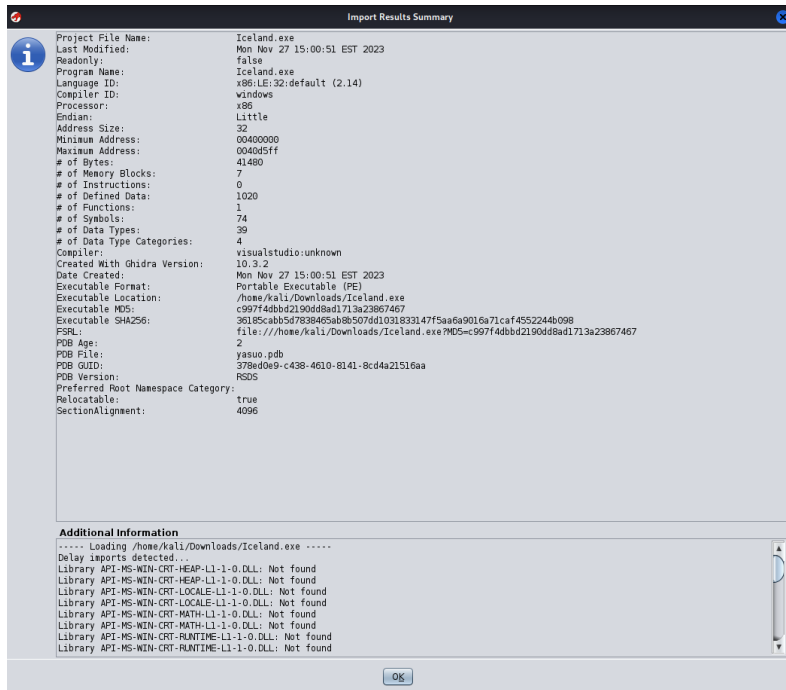 Import Results Summary
Project File Name: Iceland.exe
Last Modified: Mon Nov 27 15:00:51 EST 2023
Readonly: false
Program Name: Iceland.exe
Language ID: x86:LE:32:default (2.14)
Compiler ID: windows
Processor: x86
Endian: Little
Address Size: 32
Minimum Address: 00400000
Maximum Address: 0040d5ff
# of Bytes: 41480
# of Memory Blocks: 7
# of Instructions: 0
# of Defined Data: 1020
# of Functions: 1
# of Symbols: 74
# of Data Types: 39
# of Data Type Categories: 4
Compiler: visualstudio:unknown
Created With Ghidra Version: 10.3.2
Date Created: Mon Nov 27 15:00:51 EST 2023
Executable Format: Portable Executable (PE)
Executable Location: /home/kali/Downloads/Iceland.exe
Executable MD5: c997f4dbbd2190dd8ad1713a23867467
Executable SHA256: 36185cabb5d7838465ab8b507dd1031833147f5aa6a9016a71caf4552244b098
FSRL: file:///home/kali/Downloads/Iceland.exe?MD5=c997f4dbbd2190dd8ad1713a23867467
PDB Age: 2
PDB File: yasuo.pdb
PDB GUID: 378ed0e9-c438-4610-8141-8cd4a21516aa
PDB Version: RSDS
Preferred Root Namespace Category:
Relocatable: true
SectionAlignment: 4096
Additional Information
----- Loading /home/kali/Downloads/Iceland.exe -----
Delay imports detected...
Library API-MS-WIN-CRT-HEAP-L1-1-0.DLL: Not found
Library API-MS-WIN-CRT-HEAP-L1-1-0.DLL: Not found
Library API-MS-WIN-CRT-LOCALE-L1-1-0.DLL: Not found
Library API-MS-WIN-CRT-LOCALE-L1-1-0.DLL: Not found
Library API-MS-WIN-CRT-MATH-L1-1-0.DLL: Not found
Library API-MS-WIN-CRT-MATH-L1-1-0.DLL: Not found
Library API-MS-WIN-CRT-RUNTIME-L1-1-0.DLL: Not found
Library API-MS-WIN-CRT-RUNTIME-L1-1-0.DLL: Not found
OK